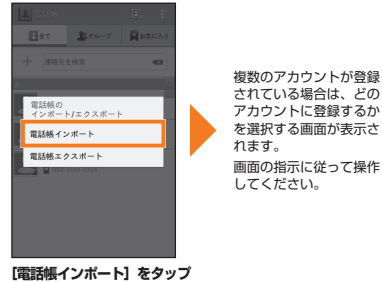 電話帳
全て
グループ
お気に入り
連絡先を検索
電話帳の
インポート/エクスポート
電話帳インポート
電話帳エクスポート
複数のアカウントが登録
されている場合は、どの
アカウントに登録するか
を選択する画面が表示さ
れます。
画面の指示に従って操作
してください。
[電話帳インポート] をタップ